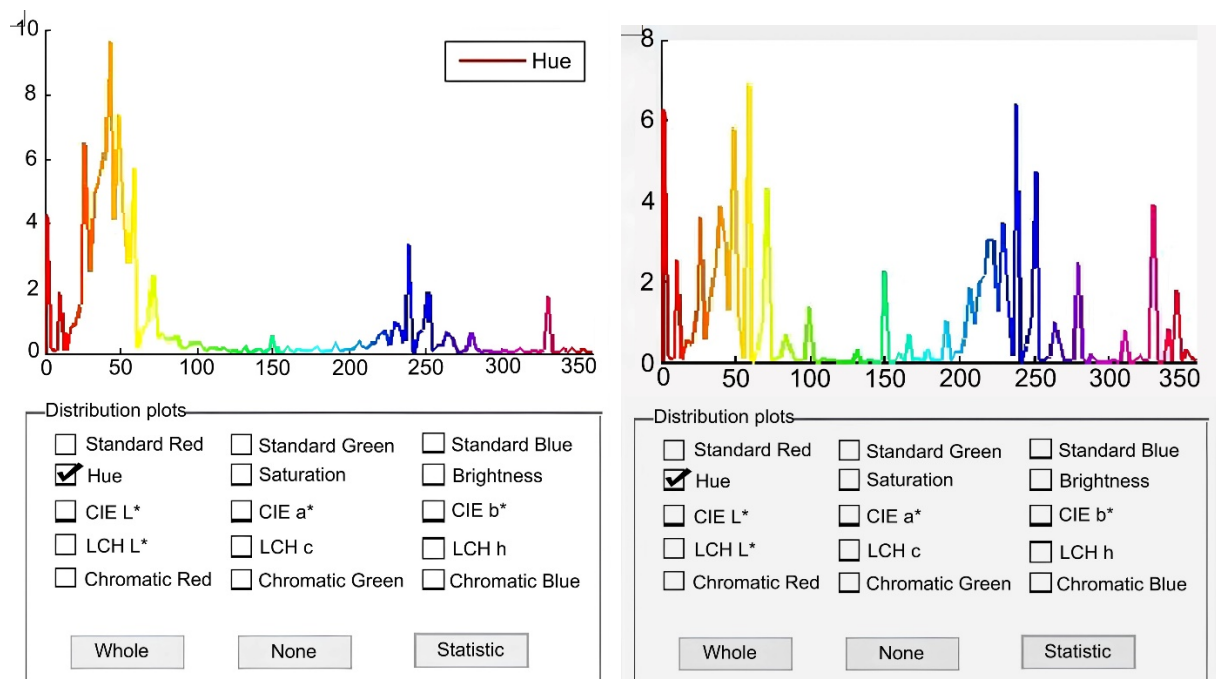 10
8
6
4
2
0
0 50 100 150 200 250 300 350
Hue
Distribution plots
Standard Red Standard Green Standard Blue
Hue Saturation Brightness
CIE L* CIE a* CIE b*
LCH L* LCH c LCH h
Chromatic Red Chromatic Green Chromatic Blue
Whole None Statistic
8
6
4
2
0
0 50 100 150 200 250 300 350
Distribution plots
Standard Red Standard Green Standard Blue
Hue Saturation Brightness
CIE L* CIE a* CIE b*
LCH L* LCH c LCH h
Chromatic Red Chromatic Green Chromatic Blue
Whole None Statistic